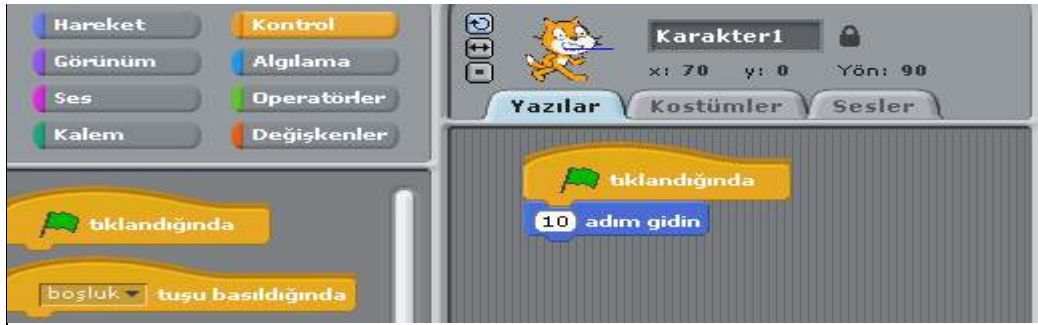 Hareket
Kontrol
Görünüm
Algılama
Ses
Operatörler
Kalem
Değişkenler
tıklandığında
boşluk tuşu basıldığında
Karakter1
x: 70 y: 0 Yön: 90
Yazılar
Kostümler
Sesler
tıklandığında
10 adım gidin